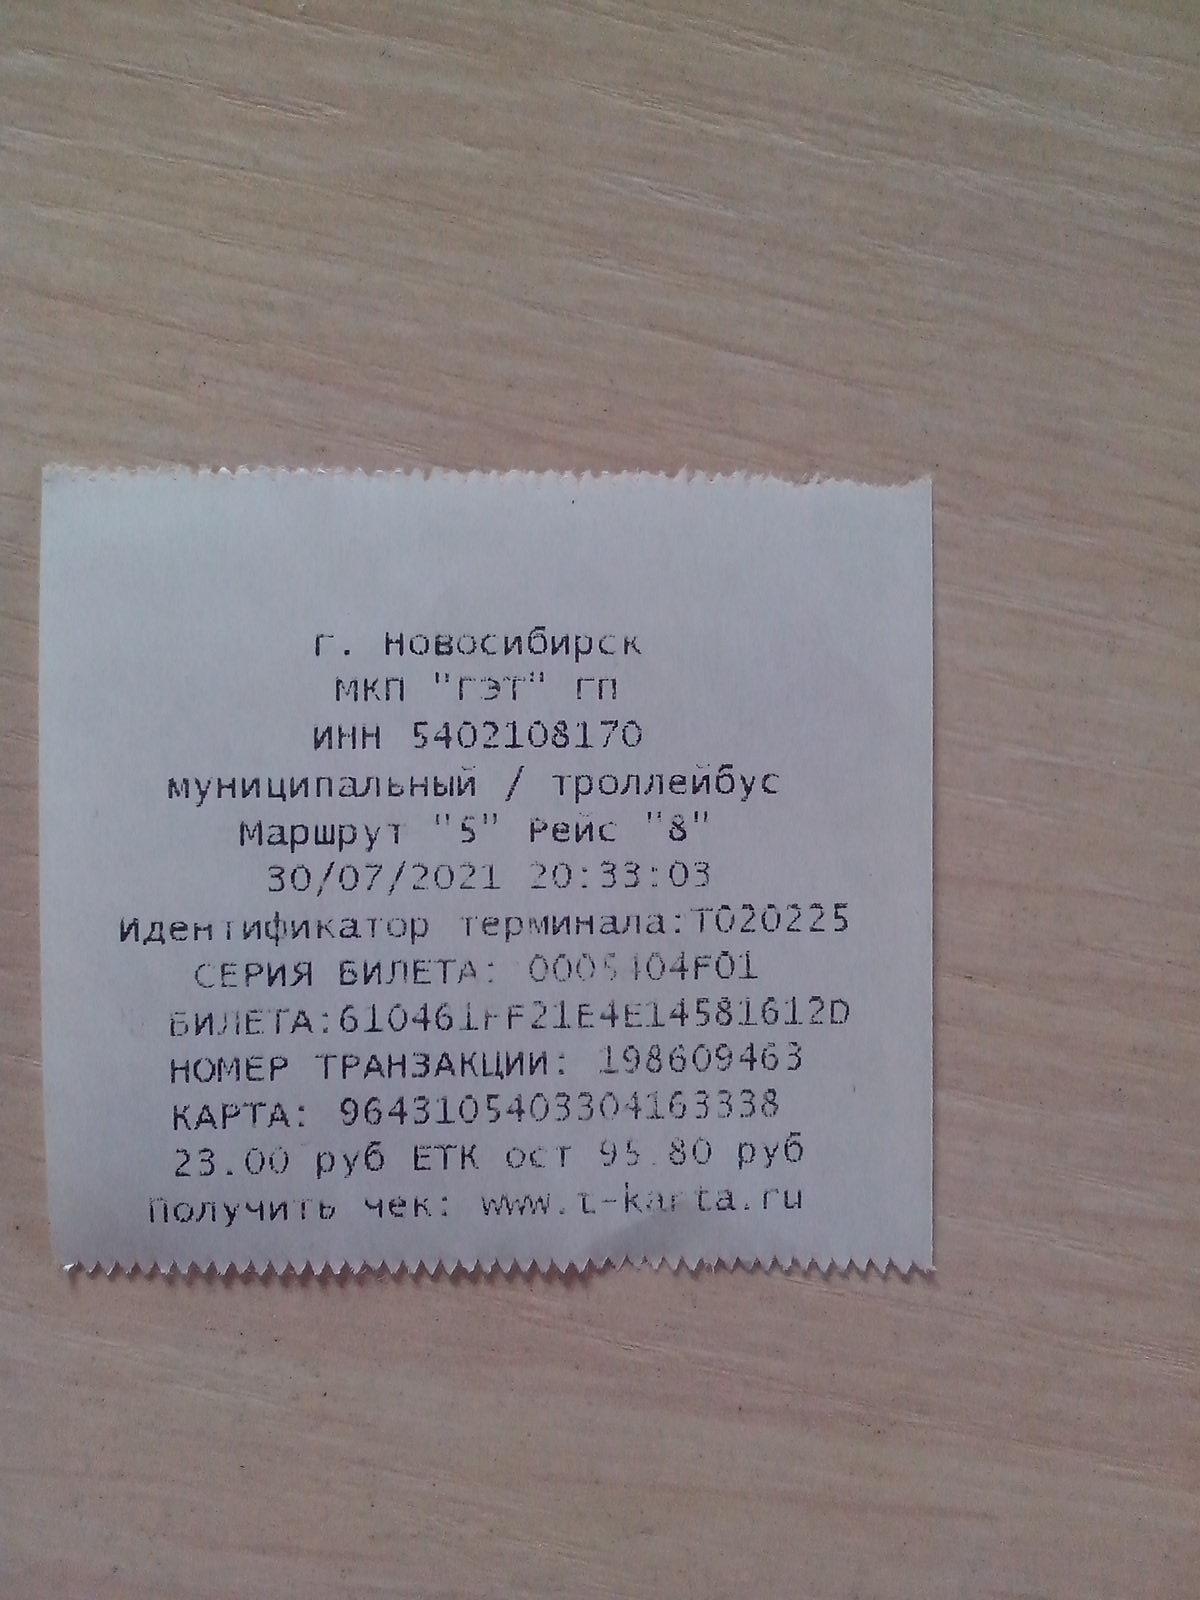 г. Новосибирск
МКП "ГЭТ" ГП
ИНН 5402108170
муниципальный / троллейбус
Маршрут "5" Рейс "8"
30/07/2021 20:33:03
Идентификатор терминала:T020225
СЕРИЯ БИЛЕТА:
БИЛЕТА:610461FF21E4E14581612D
НОМЕР ТРАНЗАКЦИИ: 198609463
КАРТА: 9643105403304163338
23.00 руб ЕТК ост 95.80 руб
Получить чек: www.t-karta.ru